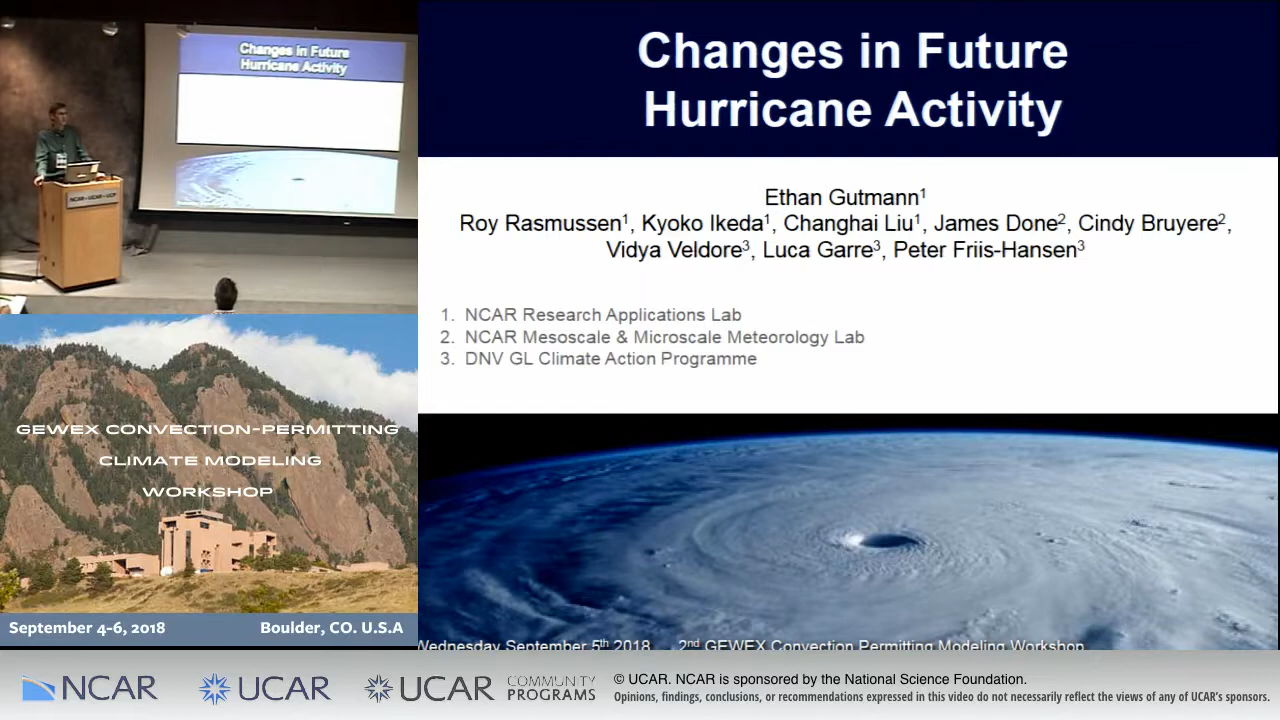 Changes in Future
Hurricane Activity
NCAR-UCAR-UCP
GEWEX CONVECTION-PERMITTING
CLIMATE MODELING
WORKSHOP
September 4-6, 2018 Boulder, CO. U.S.A
Changes in Future
Hurricane Activity
Ethan Gutmann¹
Roy Rasmussen¹, Kyoko Ikeda¹, Changhai Liu¹, James Done², Cindy Bruyere²,
Vidya Veldore³, Luca Garre³, Peter Friis-Hansen³
1. NCAR Research Applications Lab
2. NCAR Mesoscale & Microscale Meteorology Lab
3. DNV GL Climate Action Programme
Wednesday September 5th 2018 2nd GEWEX Convection Permitting Modeling Workshop
NCAR UCAR UCAR COMMUNITY PROGRAMS
© UCAR. NCAR is sponsored by the National Science Foundation.
Opinions, findings, conclusions, or recommendations expressed in this video do not necessarily reflect the views of any of UCAR's sponsors.